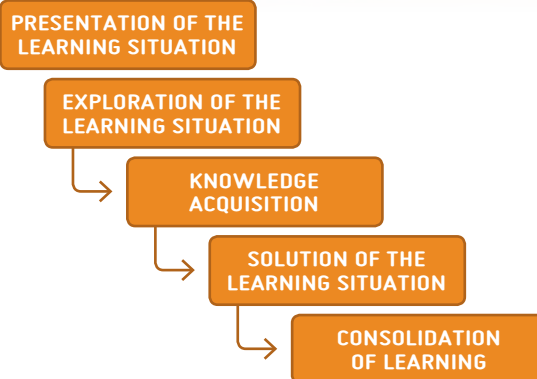 PRESENTATION OF THE
LEARNING SITUATION
EXPLORATION OF THE
LEARNING SITUATION
KNOWLEDGE
ACQUISITION
SOLUTION OF THE
LEARNING SITUATION
CONSOLIDATION
OF LEARNING